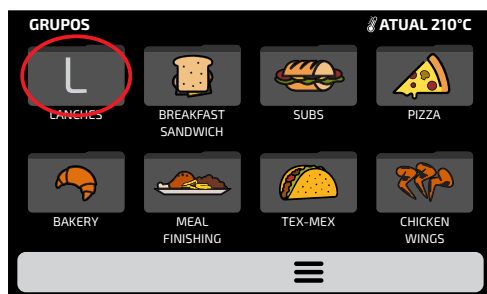 GRUPOS ATUAL 210°C
L
LANCHES BREAKFAST SANDWICH SUBS PIZZA
BAKERY MEAL FINISHING TEX-MEX CHICKEN WINGS